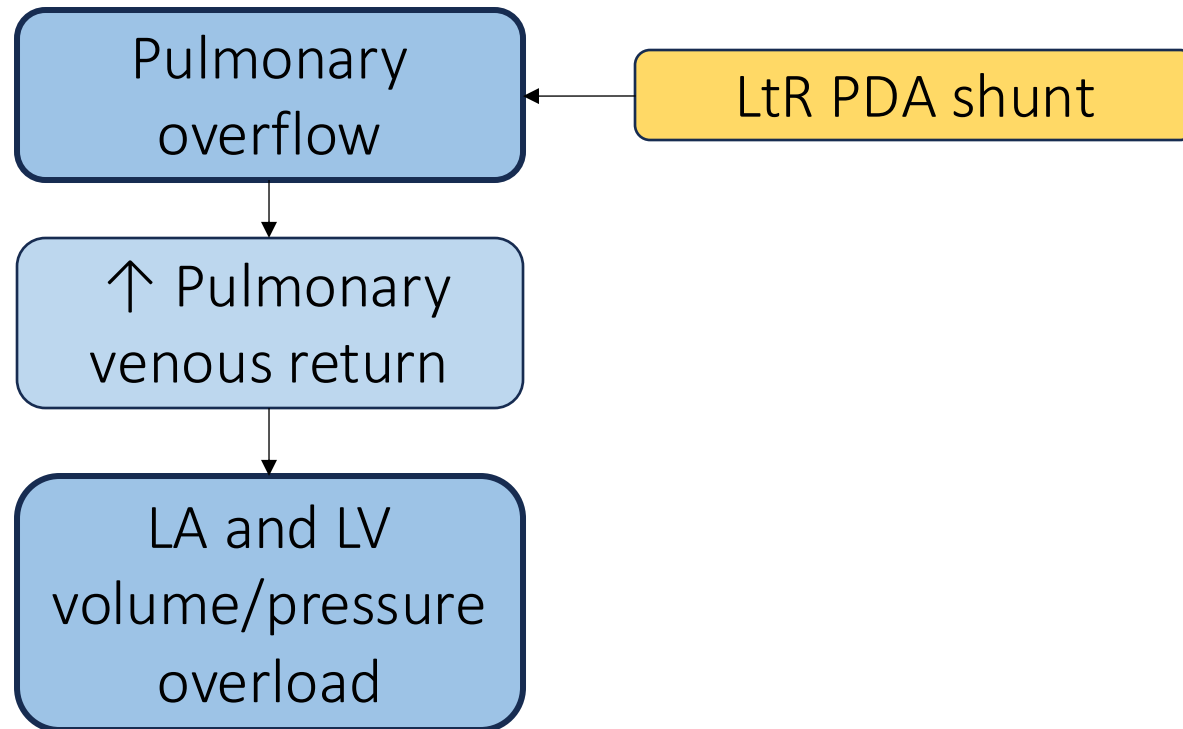 Pulmonary
overflow
LtR PDA shunt
↑ Pulmonary
venous return
LA and LV
volume/pressure
overload